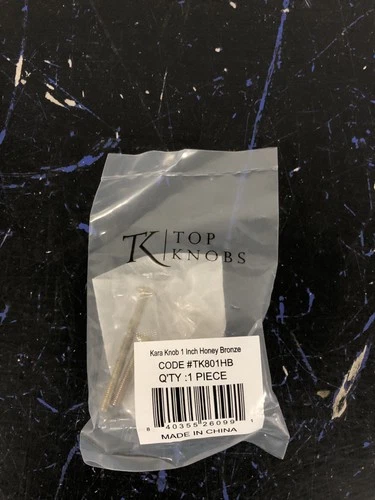 TK | TOP
KNOBS
Kara Knob 1 Inch Honey Bronze
CODE #TK801HB
Q'TY :1 PIECE
8 40355 26099 1
MADE IN CHINA